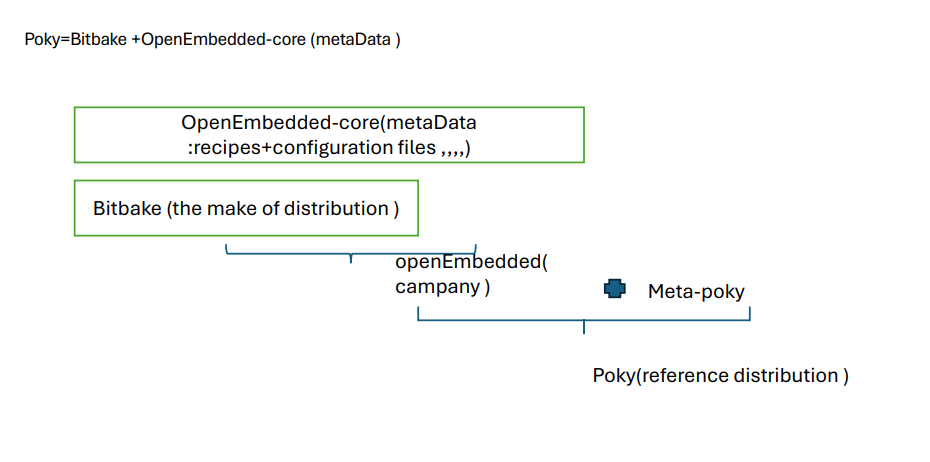 Poky=Bitbake +OpenEmbedded-core (metaData )
OpenEmbedded-core(metaData
:recipes+configuration files ,,,,)
Bitbake (the make of distribution )
openEmbedded(
campany )
Meta-poky
Poky(reference distribution )